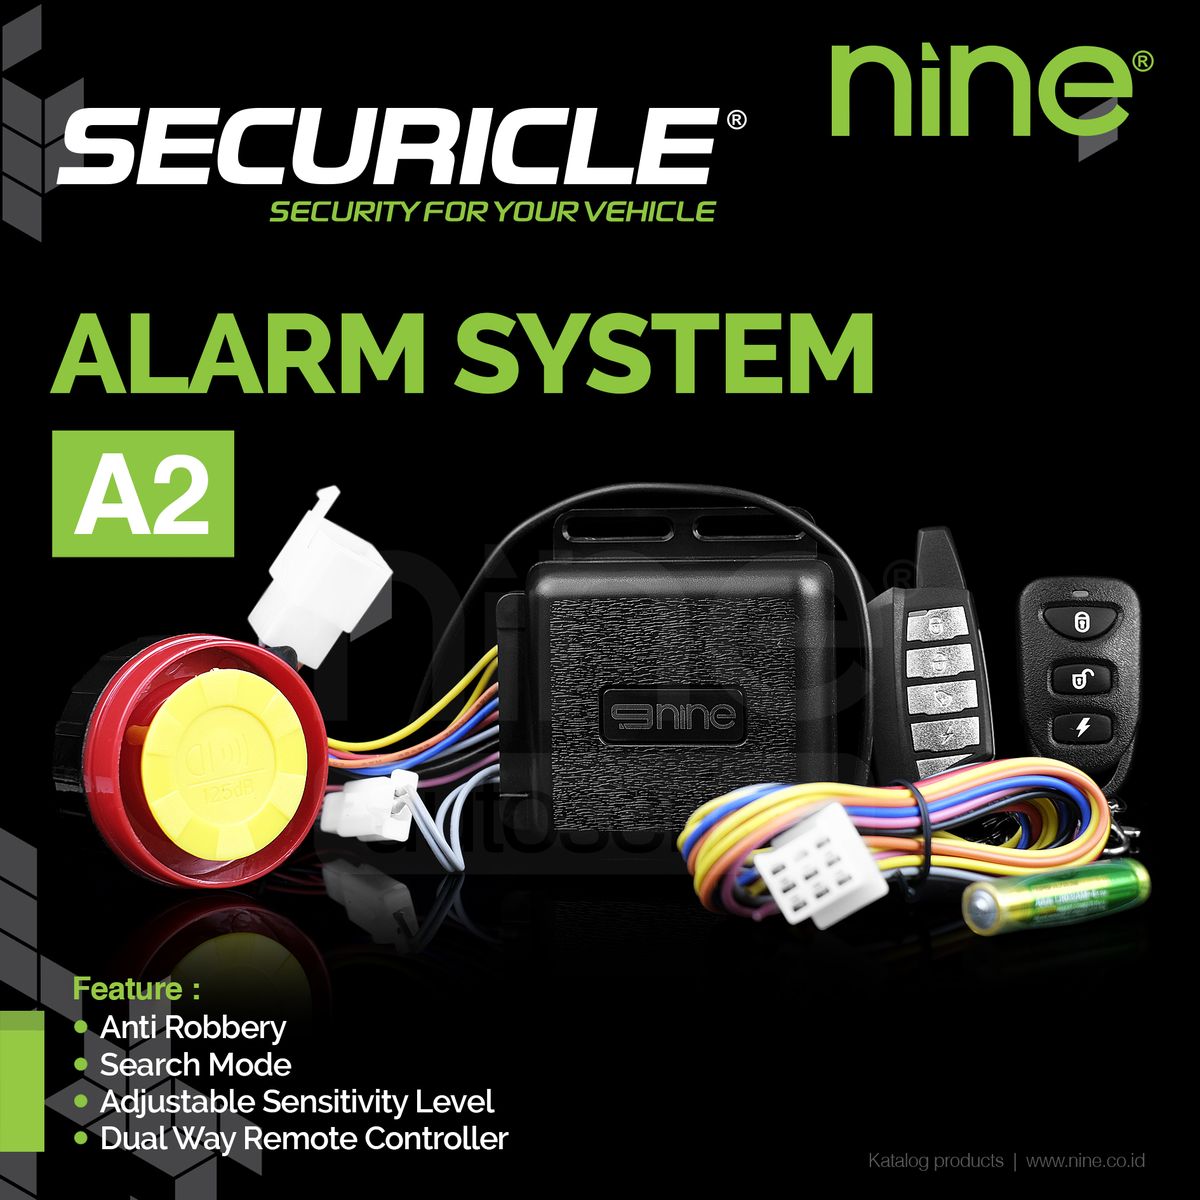 nine®
SECURICLE®
SECURITY FOR YOUR VEHICLE
ALARM SYSTEM
A2
nine
125dB
Feature :
• Anti Robbery
• Search Mode
• Adjustable Sensitivity Level
• Dual Way Remote Controller
Katalog products | www.nine.co.id